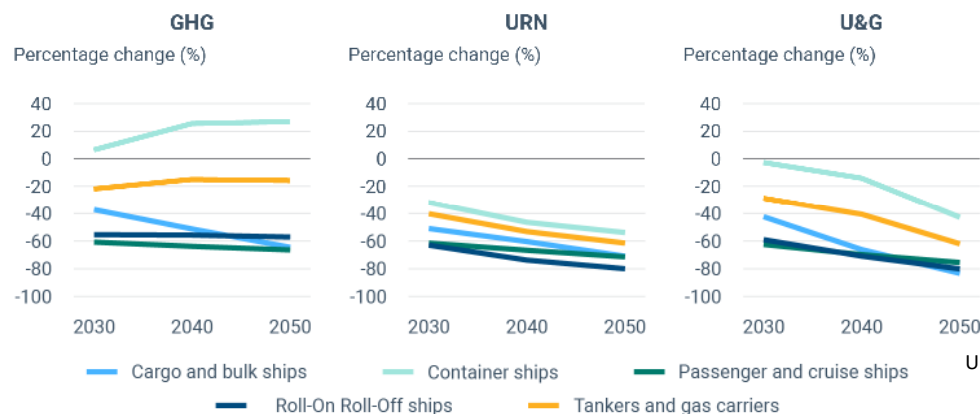 GHG
Percentage change (%)
40
20
0
-20
-40
-60
-80
-100
2030 2040 2050
URN
Percentage change (%)
40
20
0
-20
-40
-60
-80
-100
2030 2040 2050
U&G
Percentage change (%)
40
20
0
-20
-40
-60
-80
-100
2030 2040 2050
U
Cargo and bulk ships Container ships Passenger and cruise ships
Roll-On Roll-Off ships Tankers and gas carriers